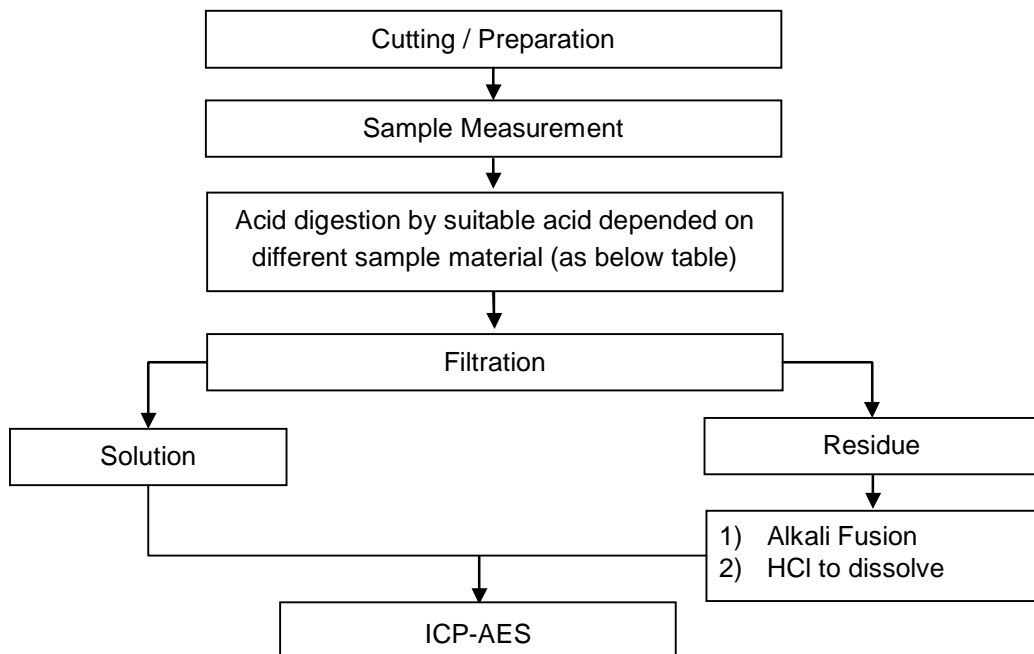 Cutting / Preparation
Sample Measurement
Acid digestion by suitable acid depended on
different sample material (as below table)
Filtration
Solution
Residue
1) Alkali Fusion
2) HCl to dissolve
ICP-AES